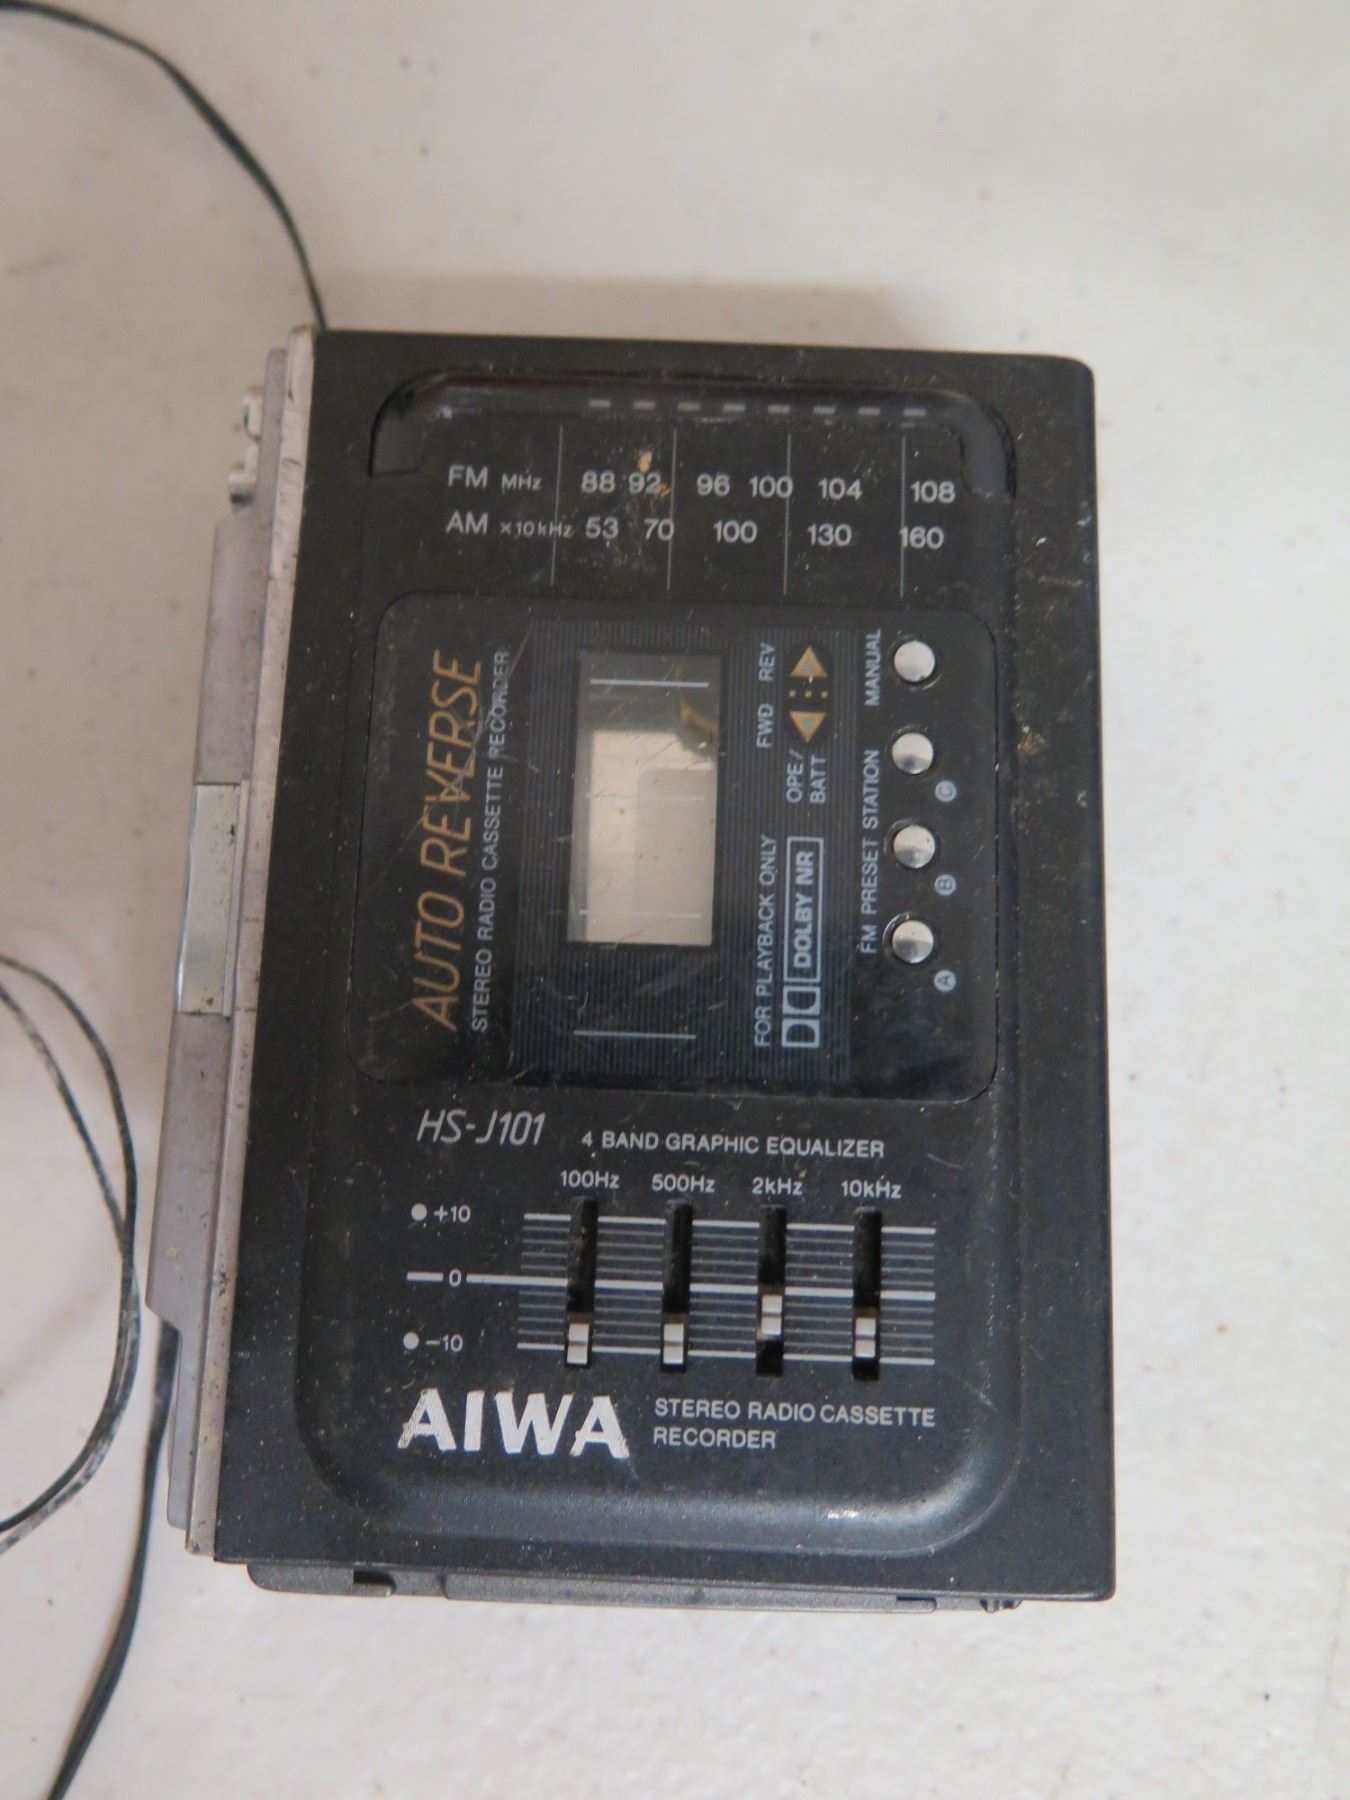 FM MHz 88 92 96 100 104 108
AM ×10kHz 53 70 100 130 160
AUTO REVERSE
STEREO RADIO CASSETTE RECORDER
FOR PLAYBACK ONLY
DOLBY NR
OPE/
BATT
FWD REV
FM PRESET STATION MANUAL
A B C
HS-J101
4 BAND GRAPHIC EQUALIZER
100Hz 500Hz 2kHz 10kHz
+10
0
-10
AIWA
STEREO RADIO CASSETTE
RECORDER